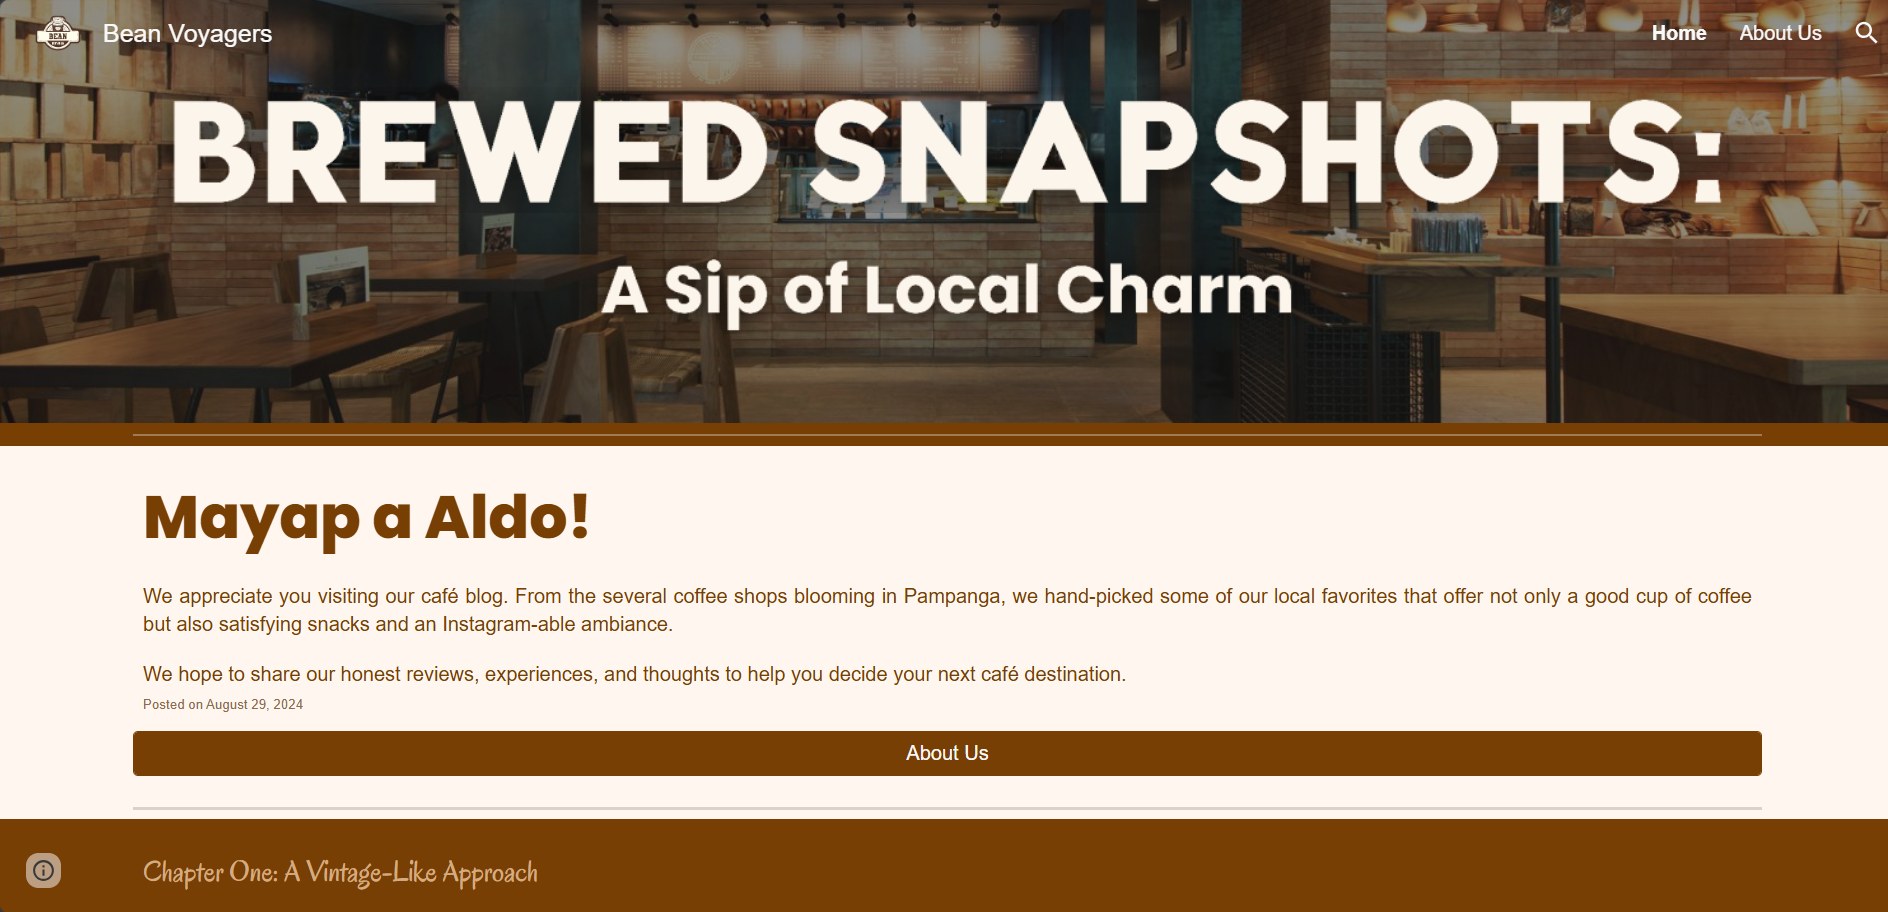 BEAN
Bean Voyagers
Home
About Us
BREWED SNAPSHOTS:
A Sip of Local Charm
Mayap a Aldo!
We appreciate you visiting our café blog. From the several coffee shops blooming in Pampanga, we hand-picked some of our local favorites that offer not only a good cup of coffee
but also satisfying snacks and an Instagram-able ambiance.
We hope to share our honest reviews, experiences, and thoughts to help you decide your next café destination.
Posted on August 29, 2024
About Us
Chapter One: A Vintage-Like Approach